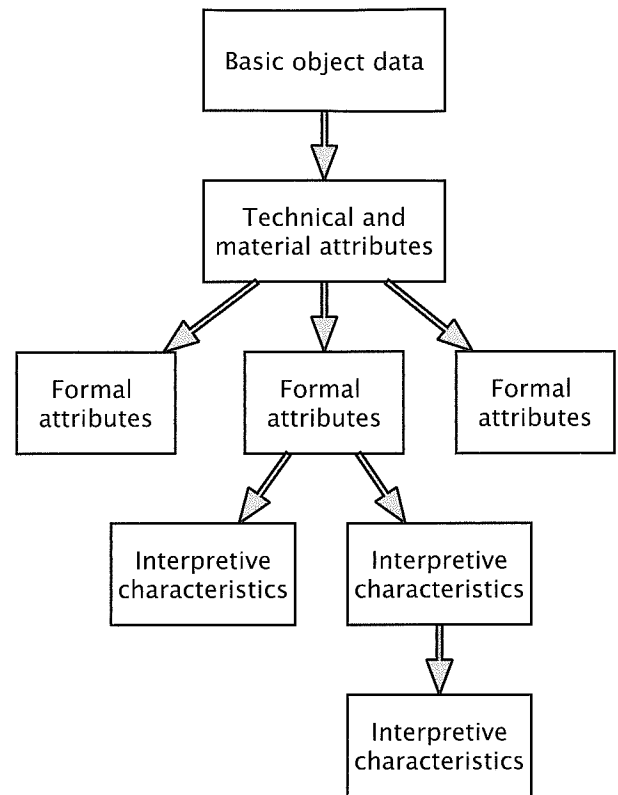 Basic object data
Technical and
material attributes
Formal
attributes
Formal
attributes
Formal
attributes
Interpretive
characteristics
Interpretive
characteristics
Interpretive
characteristics